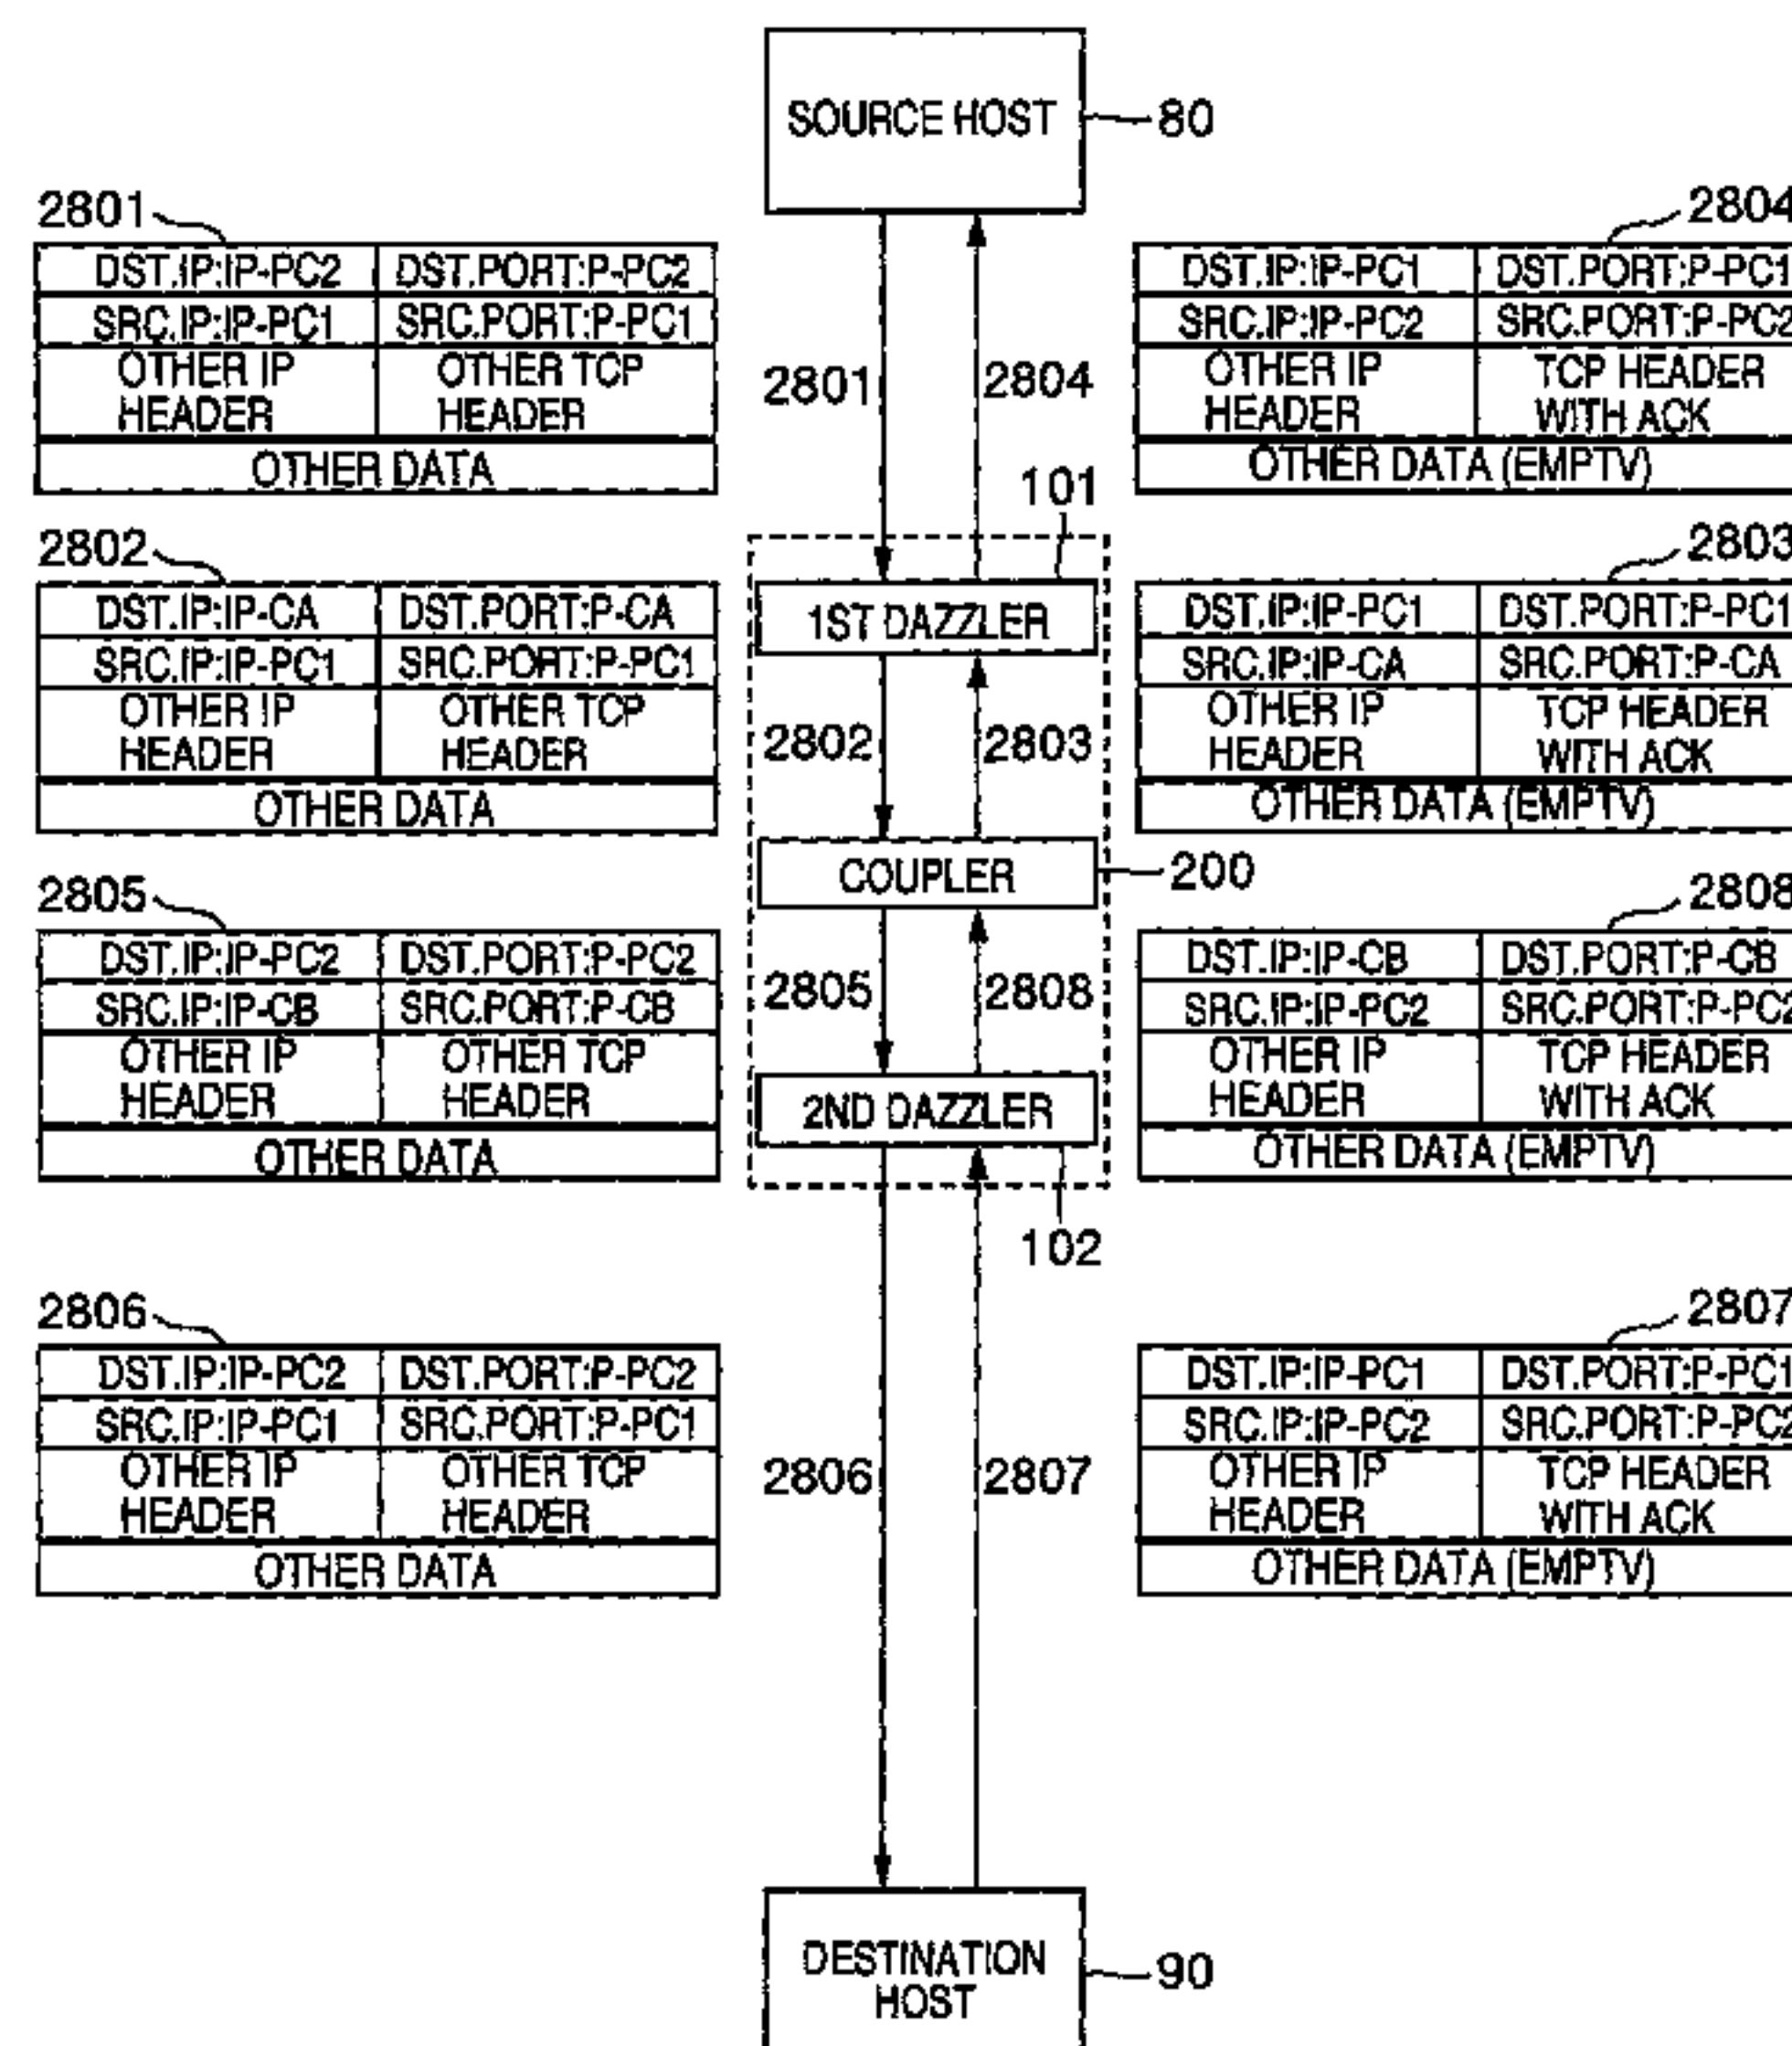 SOURCE HOST
80
2801
DST.IP:IP-PC2 DST.PORT:P-PC2
SRC.IP:IP-PC1 SRC.PORT:P-PC1
OTHER IP HEADER OTHER TCP HEADER
OTHER DATA
2801
2804
2804
DST.IP:IP-PC1 DST.PORT:P-PC1
SRC.IP:IP-PC2 SRC.PORT:P-PC2
OTHER IP HEADER TCP HEADER WITH ACK
OTHER DATA (EMPTV)
101
2802
DST.IP:IP-CA DST.PORT:P-CA
SRC.IP:IP-PC1 SRC.PORT:P-PC1
OTHER IP HEADER OTHER TCP HEADER
OTHER DATA
1ST DAZZLER
2802
2803
2803
DST.IP:IP-PC1 DST.PORT:P-PC1
SRC.IP:IP-CA SRC.PORT:P-CA
OTHER IP HEADER TCP HEADER WITH ACK
OTHER DATA (EMPTV)
COUPLER
200
2805
DST.IP:IP-PC2 DST.PORT:P-PC2
SRC.IP:IP-CB SRC.PORT:P-CB
OTHER IP HEADER OTHER TCP HEADER
OTHER DATA
2805
2808
2808
DST.IP:IP-CB DST.PORT:P-CB
SRC.IP:IP-PC2 SRC.PORT:P-PC2
OTHER IP HEADER TCP HEADER WITH ACK
OTHER DATA (EMPTV)
2ND DAZZLER
102
2806
DST.IP:IP-PC2 DST.PORT:P-PC2
SRC.IP:IP-PC1 SRC.PORT:P-PC1
OTHER IP HEADER OTHER TCP HEADER
OTHER DATA
2806
2807
2807
DST.IP:IP-PC1 DST.PORT:P-PC1
SRC.IP:IP-PC2 SRC.PORT:P-PC2
OTHER IP HEADER TCP HEADER WITH ACK
OTHER DATA (EMPTV)
DESTINATION
HOST
90